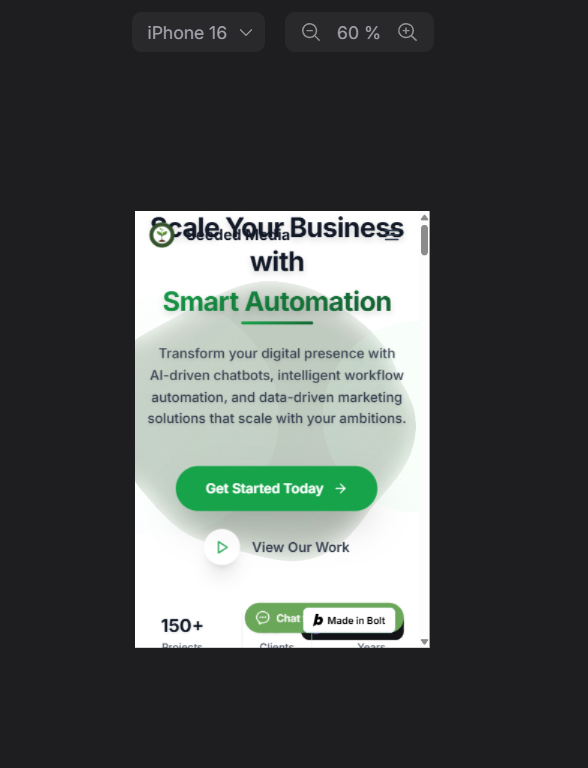 iPhone 16
60 %
Scale Your Business
Seeded Media
with
Smart Automation
Transform your digital presence with
AI-driven chatbots, intelligent workflow
automation, and data-driven marketing
solutions that scale with your ambitions.
Get Started Today
View Our Work
150+
Chat
Made in Bolt
Projects
Clients
Years